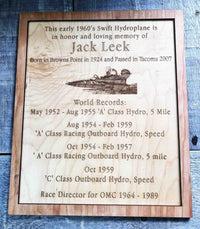 This early 1960's Swift Hydroplane is
in honor and loving memory of
Jack Leek
Born in Browns Point in 1924 and Passed in Tacoma 2007
World Records:
May 1952 - Aug 1955 'A' Class Hydro, 5 Mile
Aug 1954 - Feb 1959
'A' Class Racing Outboard Hydro, Speed
Oct 1954 - Feb 1957
'A' Class Racing Outboard Hydro, 5 mile
Oct 1959
'C' Class Outboard Hydro, Speed
Race Director for OMC 1964 - 1989